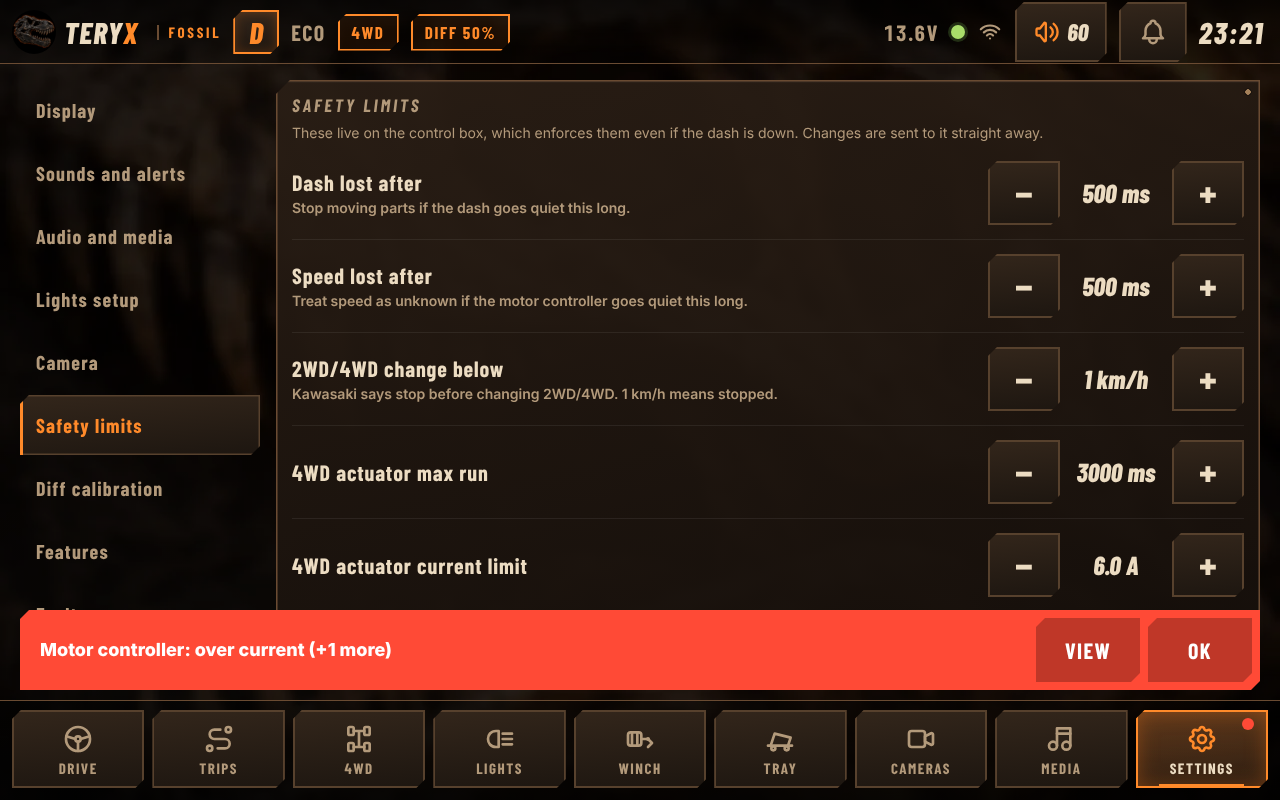 TERYX FOSSIL D ECO 4WD DIFF 50% 13.6V 60 23:21
Display
Sounds and alerts
Audio and media
Lights setup
Camera
Safety limits
Diff calibration
Features
SAFETY LIMITS
These live on the control box, which enforces them even if the dash is down. Changes are sent to it straight away.
Dash lost after
Stop moving parts if the dash goes quiet this long.
− 500 ms +
Speed lost after
Treat speed as unknown if the motor controller goes quiet this long.
− 500 ms +
2WD/4WD change below
Kawasaki says stop before changing 2WD/4WD. 1 km/h means stopped.
− 1 km/h +
4WD actuator max run
− 3000 ms +
4WD actuator current limit
− 6.0 A +
Motor controller: over current (+1 more)
VIEW OK
DRIVE TRIPS 4WD LIGHTS WINCH TRAY CAMERAS MEDIA SETTINGS